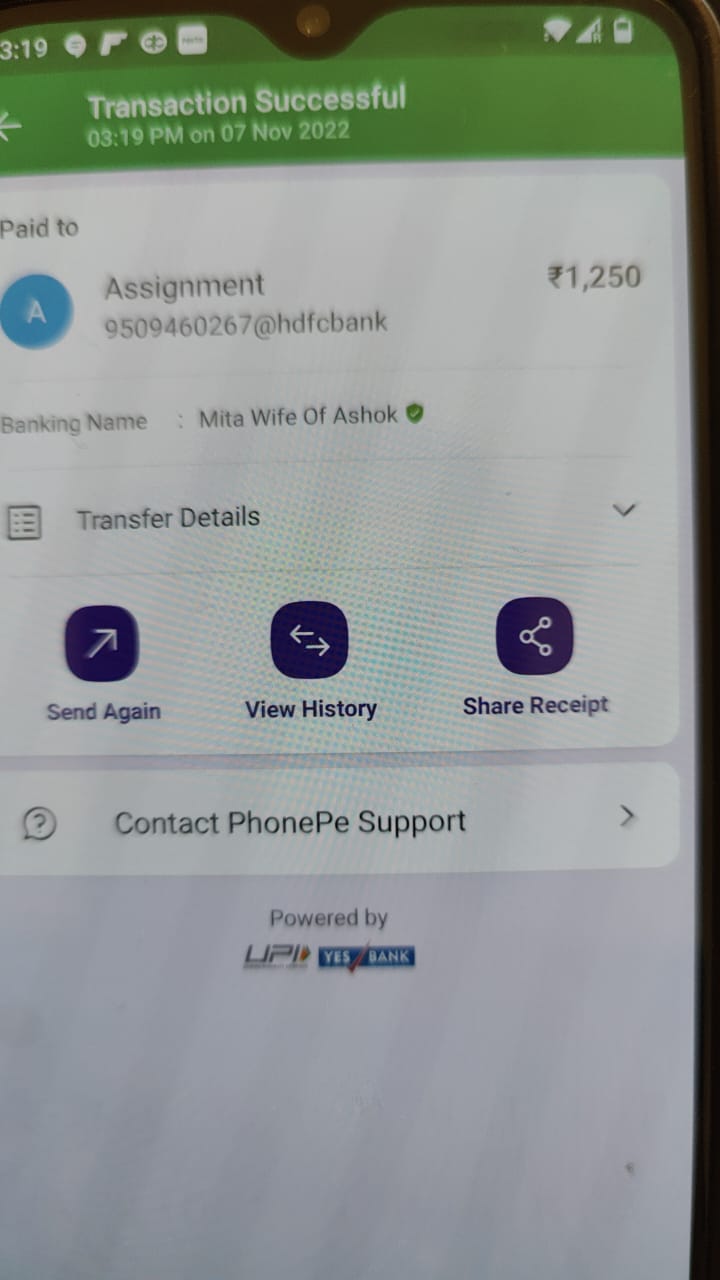 3:19
Transaction Successful
03:19 PM on 07 Nov 2022
Paid to
A
Assignment
₹1,250
9509460267@hdfcbank
Banking Name : Mita Wife Of Ashok
Transfer Details
Send Again
View History
Share Receipt
Contact PhonePe Support
Powered by
UPI YES BANK